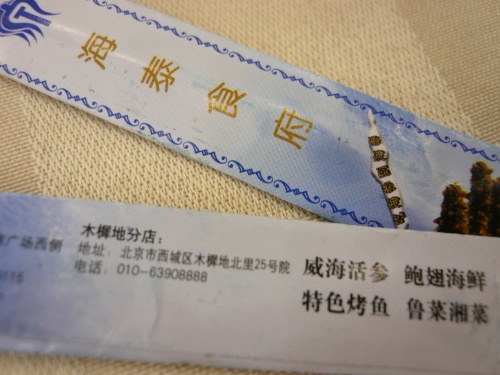 海泰食府
广场西侧
木樨地分店：
地址：北京市西城区木樨地北里25号院
电话：010-63908888
威海活参 鲍翅海鲜
特色烤鱼 鲁菜湘菜